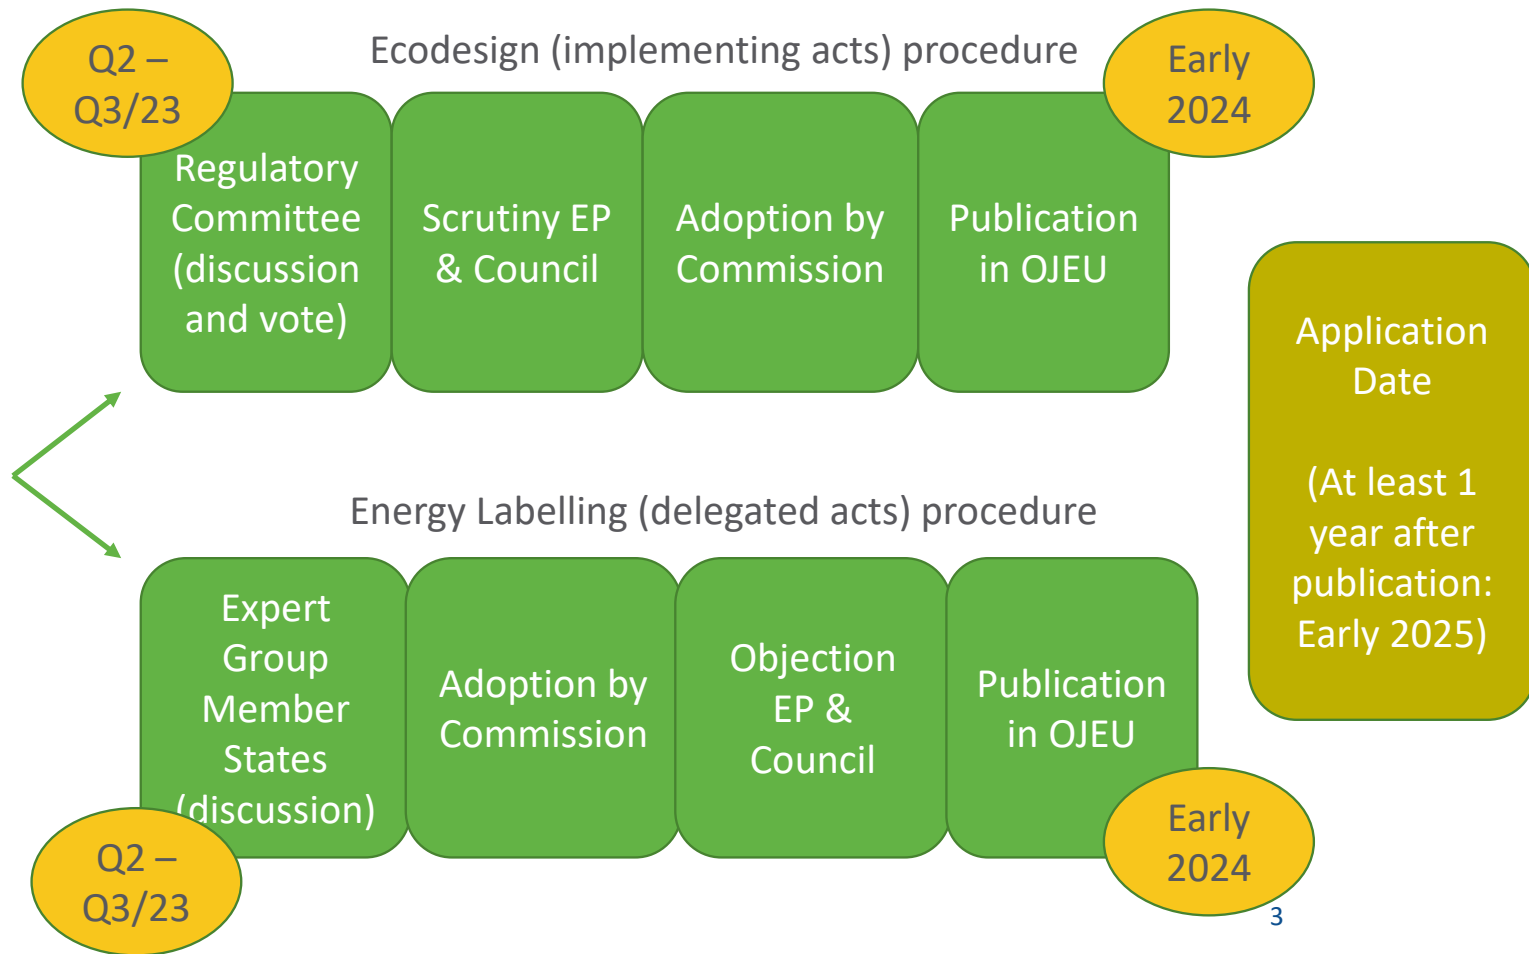 Ecodesign (implementing acts) procedure
Q2 –
Q3/23
Early
2024
Regulatory
Committee
(discussion
and vote)
Scrutiny EP
& Council
Adoption by
Commission
Publication
in OJEU
Application
Date
(At least 1
year after
publication:
Early 2025)
Energy Labelling (delegated acts) procedure
Expert
Group
Member
States
(discussion)
Adoption by
Commission
Objection
EP &
Council
Publication
in OJEU
Q2 –
Q3/23
Early
2024
3